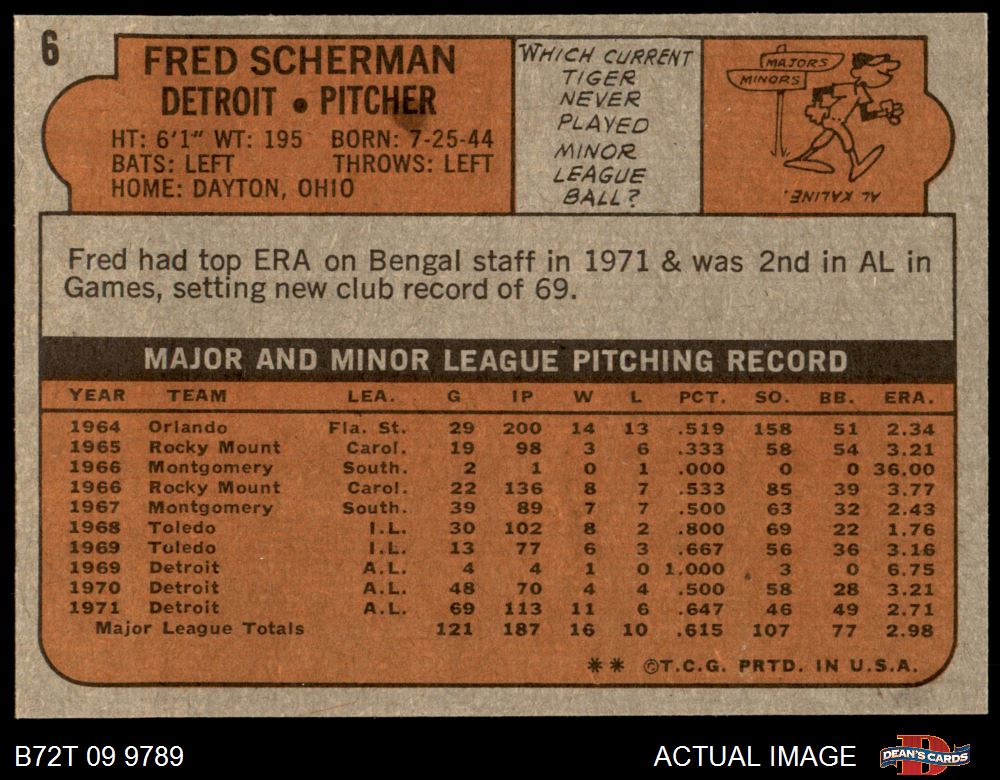 6
FRED SCHERMAN
DETROIT • PITCHER
HT: 6'1" WT: 195 BORN: 7-25-44
BATS: LEFT THROWS: LEFT
HOME: DAYTON, OHIO
WHICH CURRENT
TIGER
NEVER
PLAYED
MINOR
LEAGUE
BALL?
MAJORS
MINORS
AL KALINE.
Fred had top ERA on Bengal staff in 1971 & was 2nd in AL in
Games, setting new club record of 69.
MAJOR AND MINOR LEAGUE PITCHING RECORD
YEAR TEAM LEA. G IP W L PCT. SO. BB. ERA.
1964 Orlando Fla. St. 29 200 14 13 .519 158 51 2.34
1965 Rocky Mount Carol. 19 98 3 6 .333 58 54 3.21
1966 Montgomery South. 2 1 0 1 .000 0 0 36.00
1966 Rocky Mount Carol. 22 136 8 7 .533 85 39 3.77
1967 Montgomery South. 39 89 7 7 .500 63 32 2.43
1968 Toledo I.L. 30 102 8 2 .800 69 22 1.76
1969 Toledo I.L. 13 77 6 3 .667 56 36 3.16
1969 Detroit A.L. 4 4 1 0 1.000 3 0 6.75
1970 Detroit A.L. 48 70 4 4 .500 58 28 3.21
1971 Detroit A.L. 69 113 11 6 .647 46 49 2.71
Major League Totals 121 187 16 10 .615 107 77 2.98
** ©T.C.G. PRTD. IN U.S.A.
B72T 09 9789 ACTUAL IMAGE DEAN'S CARDS